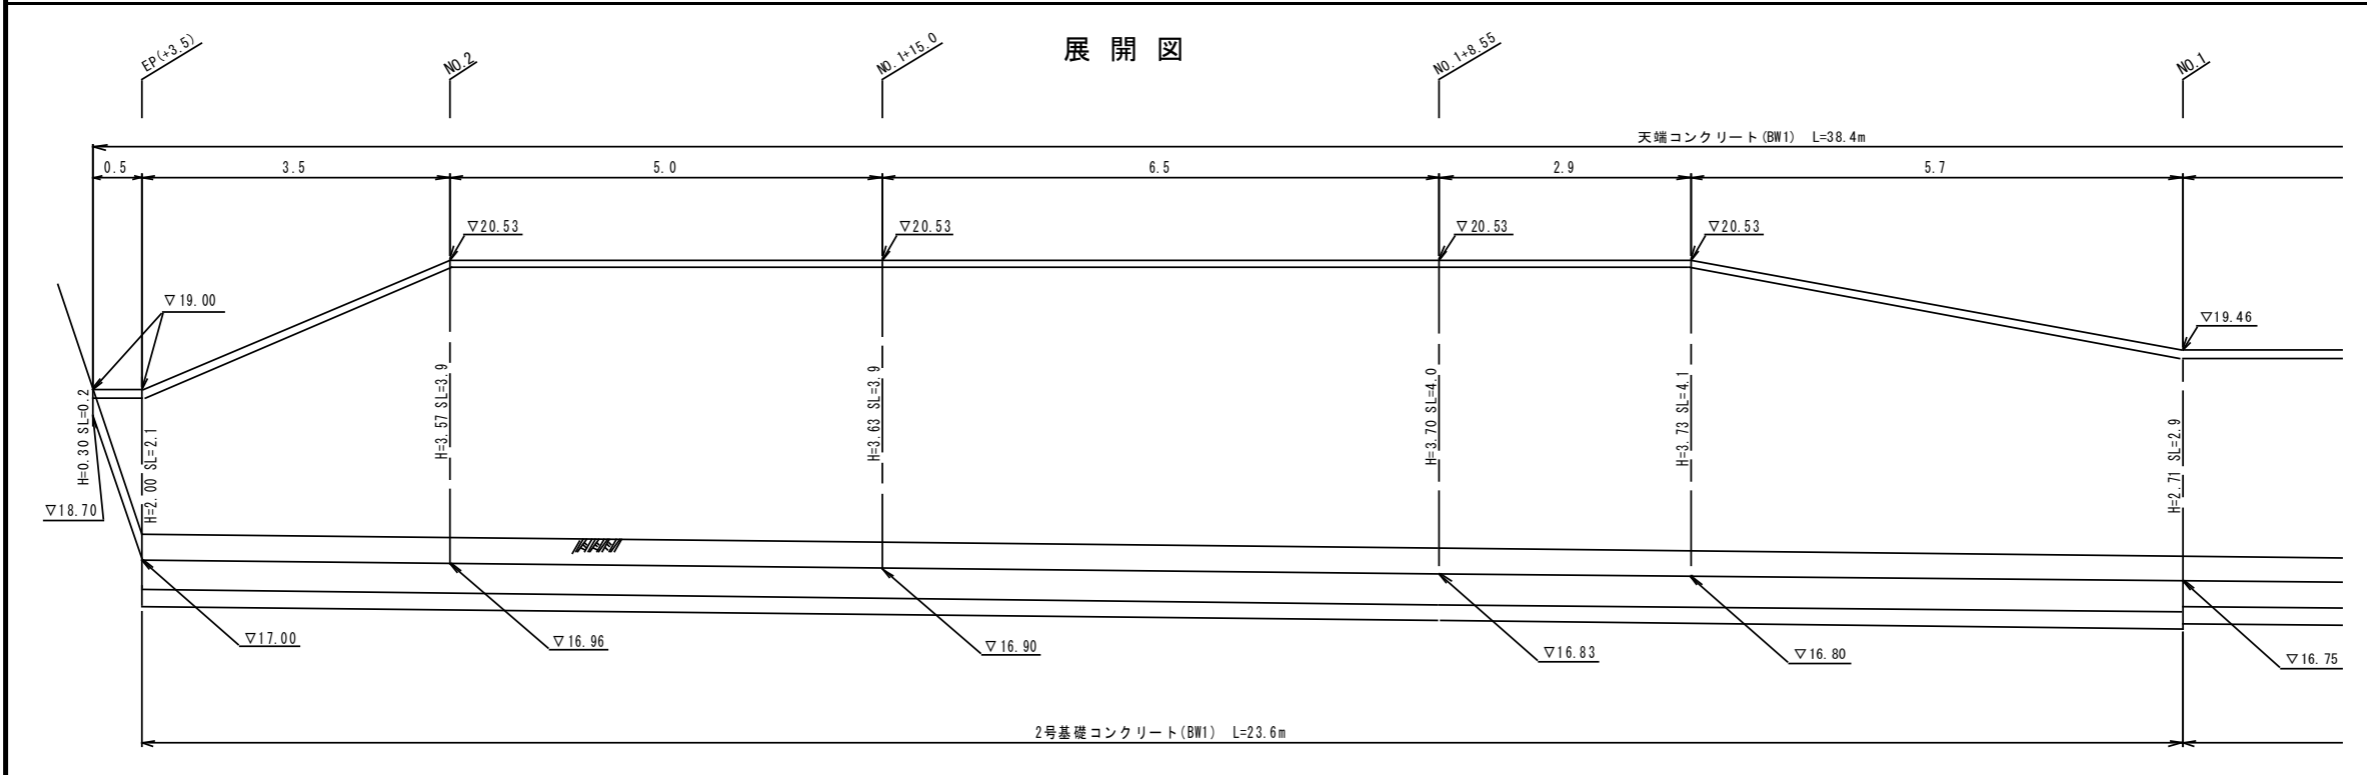 展開図
EP(+3.5)
NO.2
NO.1+15.0
NO.1+8.55
NO.1
天端コンクリート(BW1) L=38.4m
0.5
3.5
5.0
6.5
2.9
5.7
▽20.53
▽20.53
▽20.53
▽20.53
▽19.00
▽19.46
H=0.30 SL=0.2
H=2.00 SL=2.1
H=3.57 SL=3.9
H=3.63 SL=3.9
H=3.70 SL=4.0
H=3.73 SL=4.1
H=2.71 SL=2.9
▽18.70
▽17.00
▽16.96
▽16.90
▽16.83
▽16.80
▽16.75
2号基礎コンクリート(BW1) L=23.6m